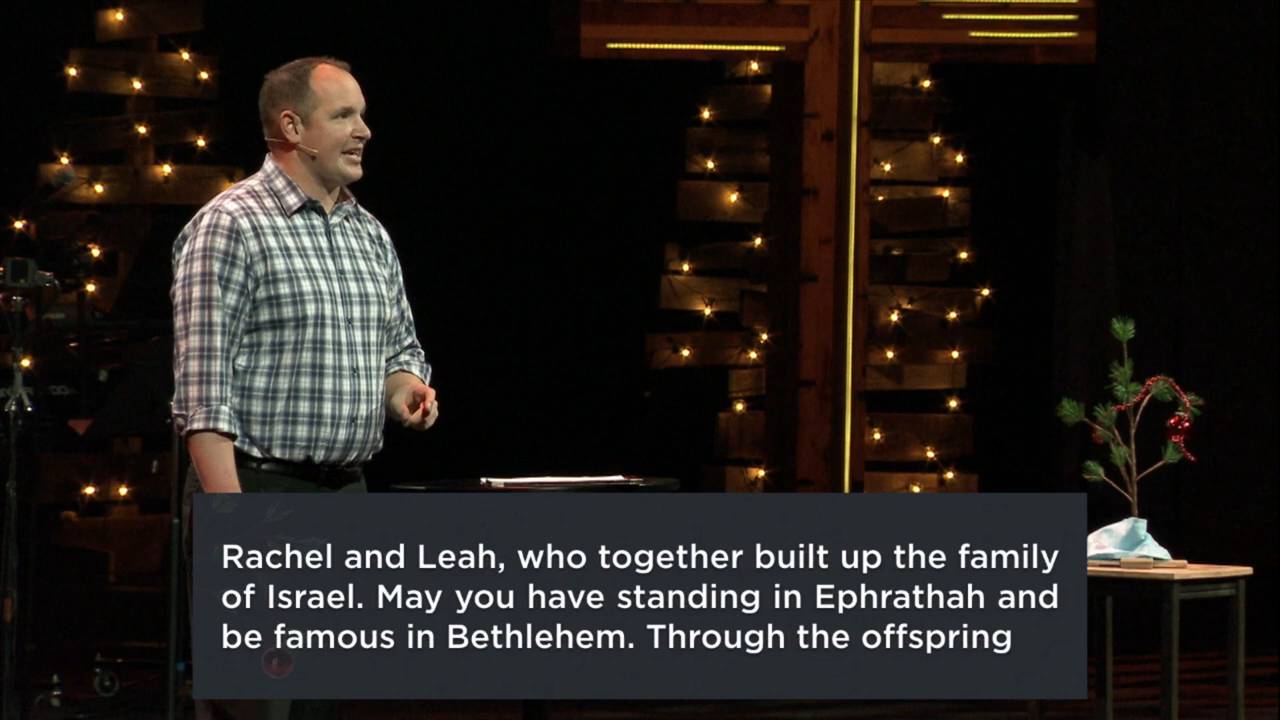 Rachel and Leah, who together built up the family
of Israel. May you have standing in Ephrathah and
be famous in Bethlehem. Through the offspring